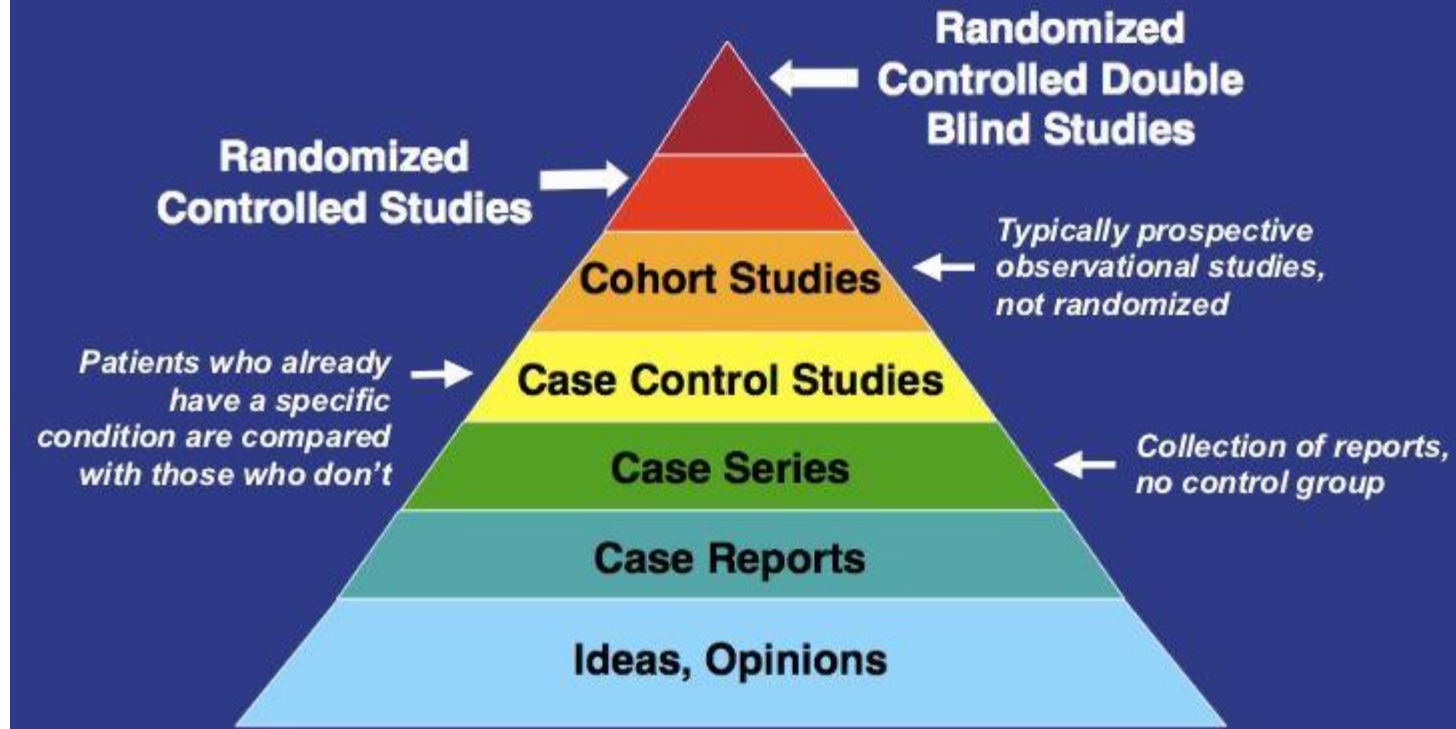 Randomized
Controlled Double
Blind Studies
Randomized
Controlled Studies
Typically prospective
observational studies,
not randomized
Cohort Studies
Patients who already
have a specific
condition are compared
with those who don't
Case Control Studies
Collection of reports,
no control group
Case Series
Case Reports
Ideas, Opinions